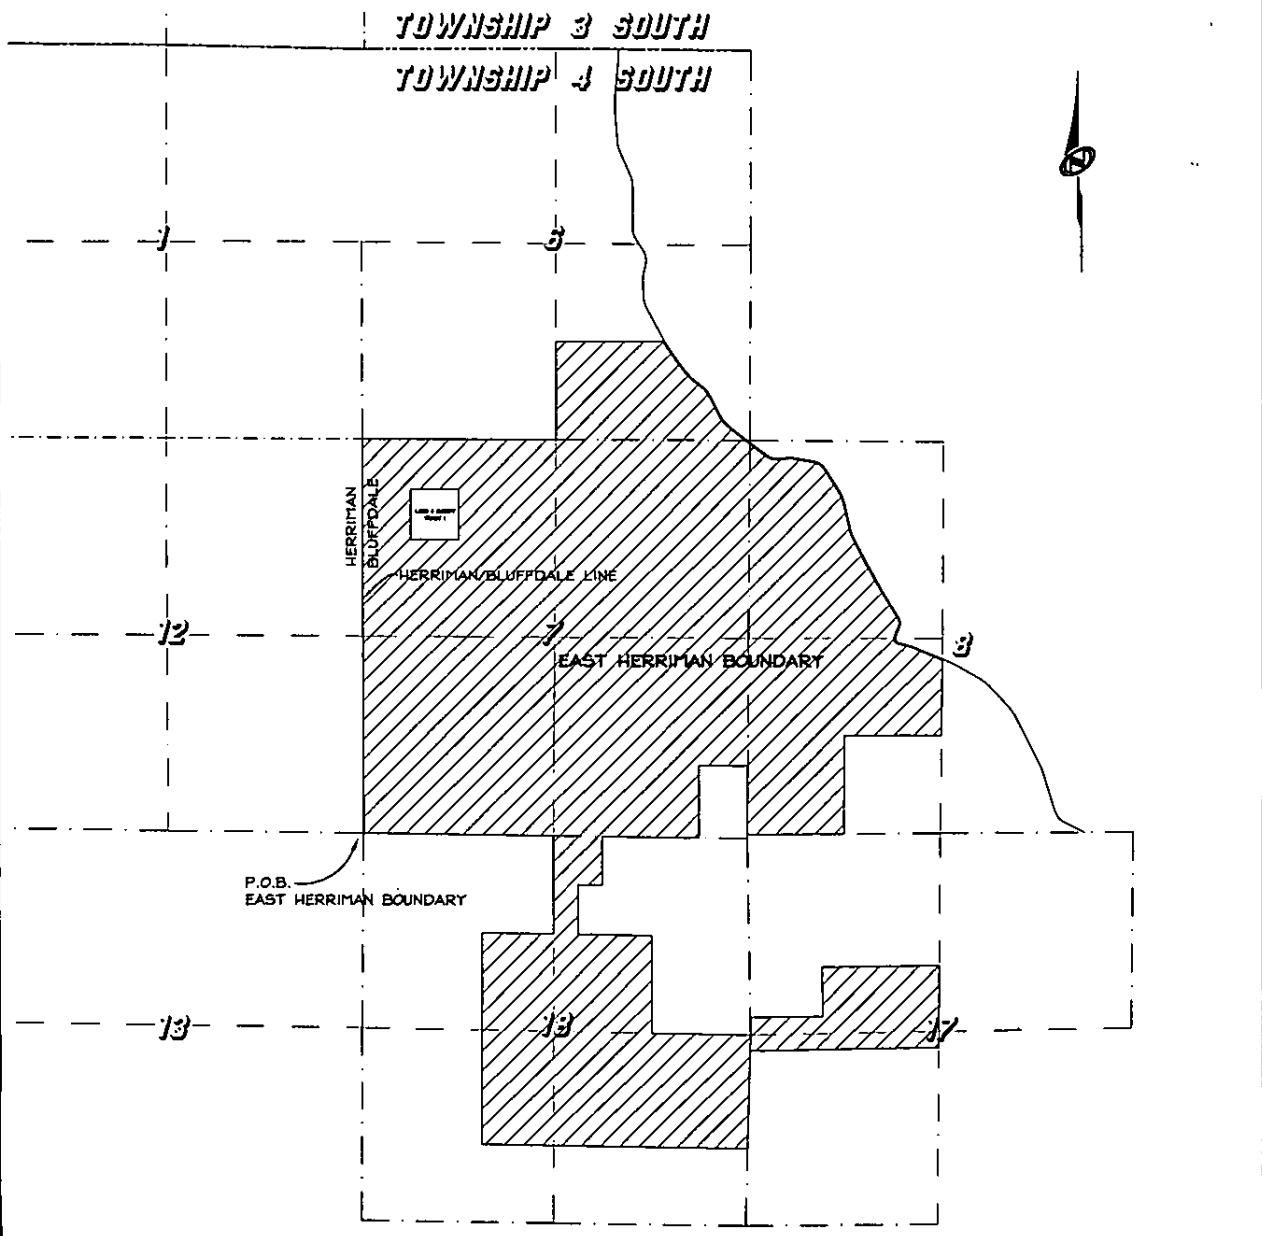 TOWNSHIP 3 SOUTH
TOWNSHIP 4 SOUTH
N
1
6
HERRIMAN
BLUFFDALE
HERRIMAN/BLUFFDALE LINE
12
7
8
EAST HERRIMAN BOUNDARY
P.O.B.
EAST HERRIMAN BOUNDARY
13
18
17